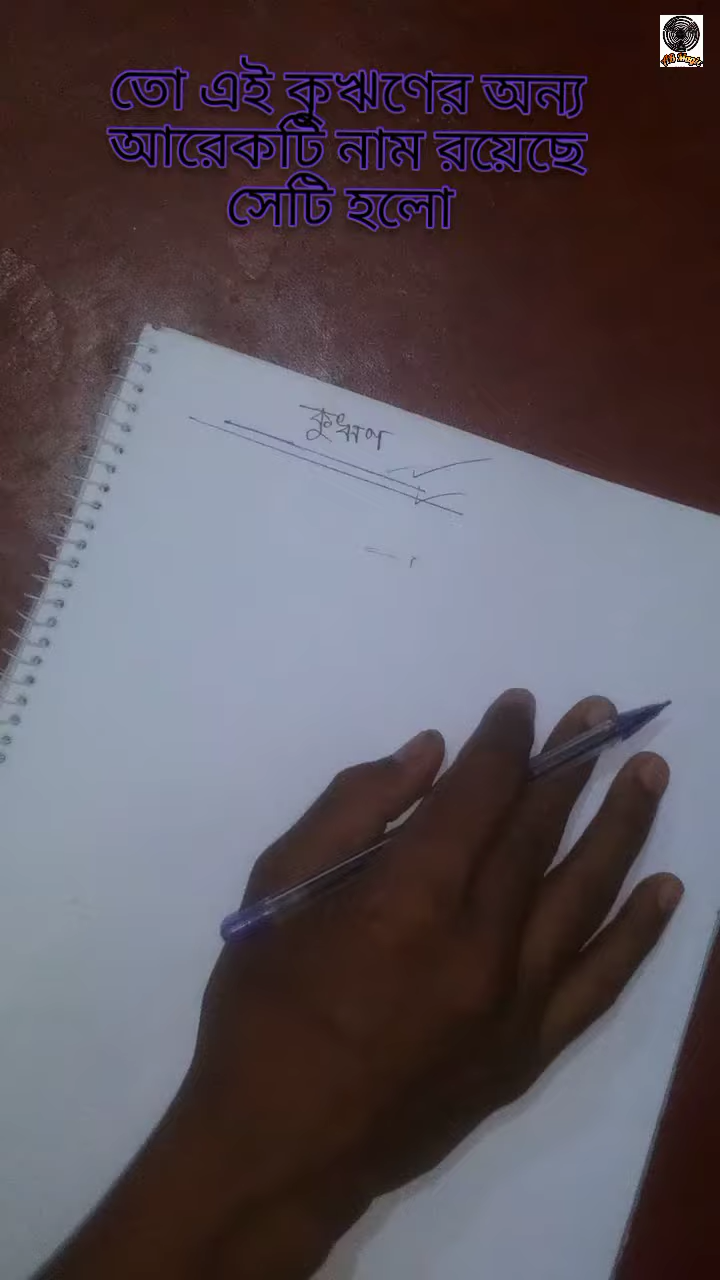 তো এই কুঋণের অন্য
আরেকটি নাম রয়েছে
সেটি হলো
কুঋণ